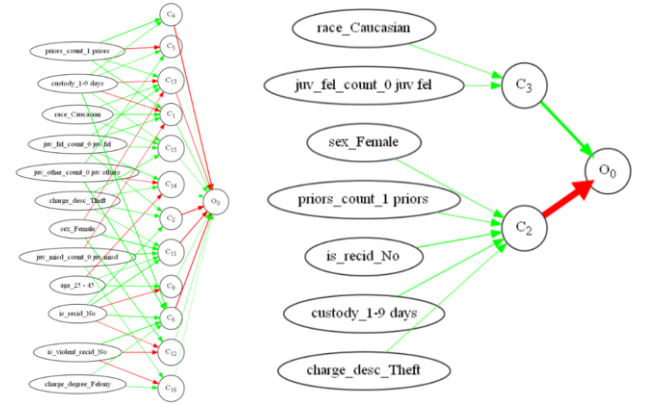 priors_count_1 priors
custody_1-9 days
race_Caucasian
juv_fel_count_0 juv fel
juv_other_count_0 juv others
charge_desc_Theft
sex_Female
juv_misd_count_0 juv misd
age_25 - 45
is_recid_No
is_violent_recid_No
charge_degree_Felony
C4
C5
C13
C1
C15
C14
C2
C11
C9
C6
C12
C16
O0
race_Caucasian
juv_fel_count_0 juv fel
sex_Female
priors_count_1 priors
is_recid_No
custody_1-9 days
charge_desc_Theft
C3
C2
O0